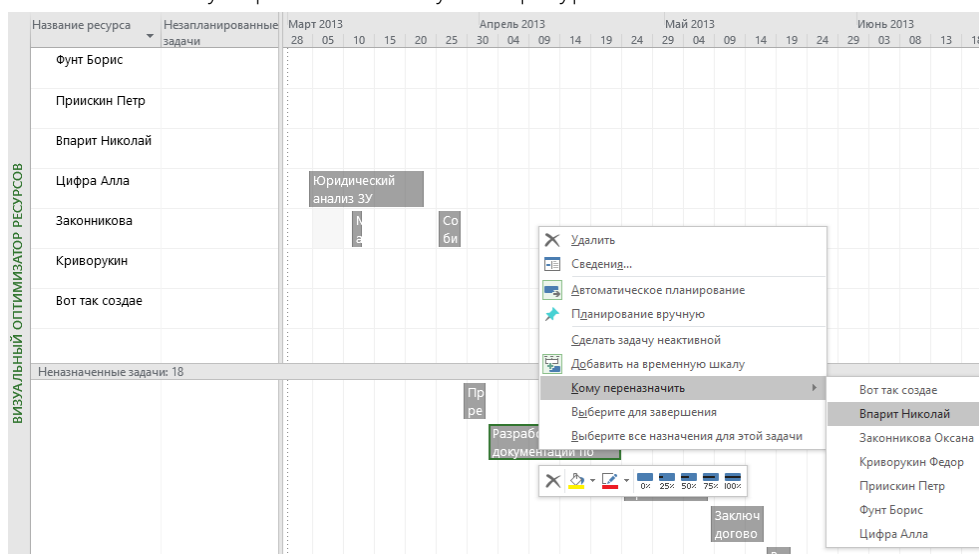 Название ресурса
Незапланированные
задачи
Март 2013
Апрель 2013
Май 2013
Июнь 2013
28 05 10 15 20 25 30 04 09 14 19 24 29 04 09 14 19 24 29 03 08 13
Фунт Борис
Приискин Петр
Впарит Николай
Цифра Алла
Юридический
анализ ЗУ
Законникова
Со
би
Криворукин
Вот так создае
ВИЗУАЛЬНЫЙ ОПТИМИЗАТОР РЕСУРСОВ
Неназначенные задачи: 18
Пр
ре
Разрабо
документации по
Заключ
догово
Удалить
Сведения...
Автоматическое планирование
Планирование вручную
Сделать задачу неактивной
Добавить на временную шкалу
Кому переназначить
Выберите для завершения
Выберите все назначения для этой задачи
0% 25% 50% 75% 100%
Вот так создае
Впарит Николай
Законникова Оксана
Криворукин Федор
Приискин Петр
Фунт Борис
Цифра Алла